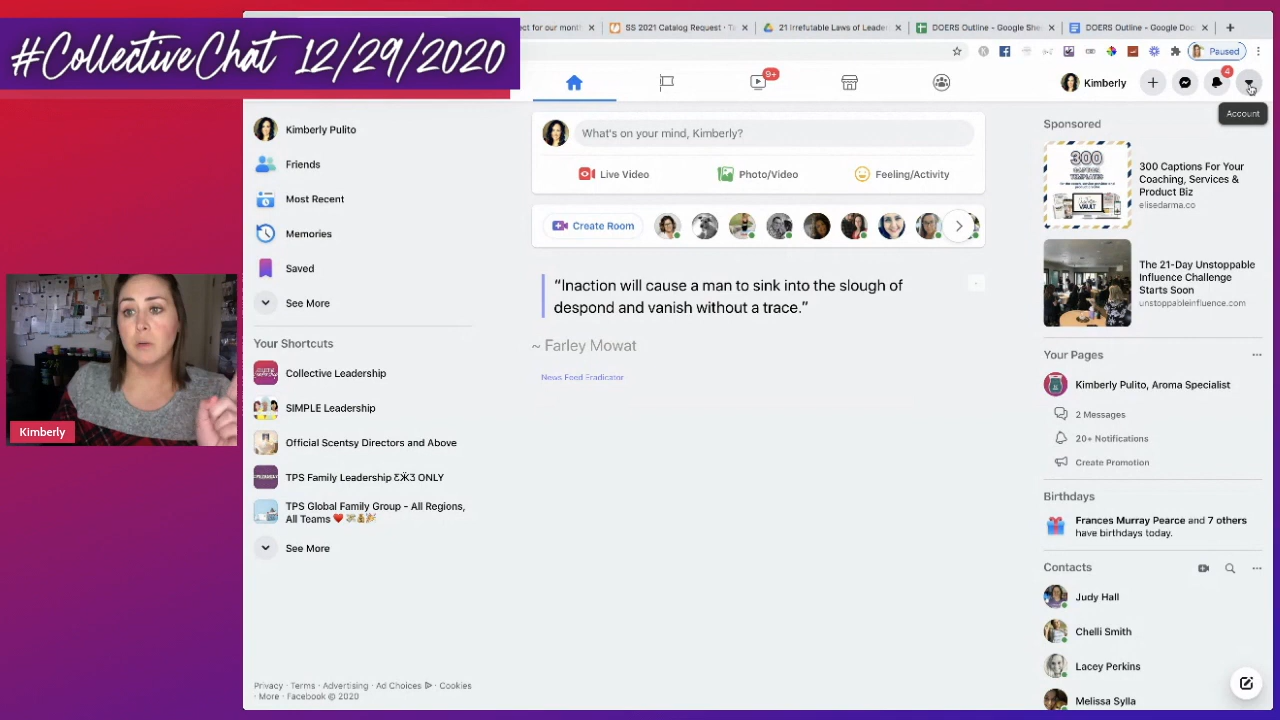 #CollectiveChat 12/29/2020
ct for our month
SS 2021 Catalog Request - T
21 Irrefutable Laws of Leader
DOERS Outline - Google She
DOERS Outline - Google Doc
Paused
9+
Kimberly
4
Account
Kimberly Pulito
Friends
Most Recent
Memories
Saved
See More
Your Shortcuts
Collective Leadership
SIMPLE Leadership
Official Scentsy Directors and Above
TPS Family Leadership ƸӜƷ ONLY
TPS Global Family Group - All Regions,
All Teams
See More
Privacy · Terms · Advertising · Ad Choices · Cookies
· More · Facebook © 2020
What's on your mind, Kimberly?
Live Video
Photo/Video
Feeling/Activity
Create Room
“Inaction will cause a man to sink into the slough of
despond and vanish without a trace.”
~ Farley Mowat
News Feed Eradicator
Sponsored
300 Captions For Your
Coaching, Services &
Product Biz
elisedarma.co
300
VAULT
The 21-Day Unstoppable
Influence Challenge
Starts Soon
unstoppableinfluence.com
Your Pages
Kimberly Pulito, Aroma Specialist
2 Messages
20+ Notifications
Create Promotion
Birthdays
Frances Murray Pearce and 7 others
have birthdays today.
Contacts
Judy Hall
Chelli Smith
Lacey Perkins
Melissa Sylla
Kimberly